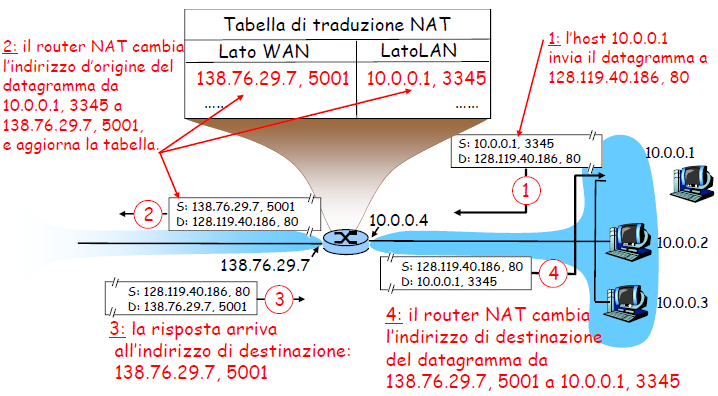 Tabella di traduzione NAT
Lato WAN
LatoLAN
138.76.29.7, 5001
10.0.0.1, 3345
.....
......
2: il router NAT cambia
l'indirizzo d'origine del
datagramma da
10.0.0.1, 3345 a
138.76.29.7, 5001,
e aggiorna la tabella.
1: l'host 10.0.0.1
invia il datagramma a
128.119.40.186, 80
S: 10.0.0.1, 3345
D: 128.119.40.186, 80
1
10.0.0.1
S: 138.76.29.7, 5001
D: 128.119.40.186, 80
2
10.0.0.4
10.0.0.2
138.76.29.7
S: 128.119.40.186, 80
D: 10.0.0.1, 3345
4
S: 128.119.40.186, 80
D: 138.76.29.7, 5001
3
10.0.0.3
3: la risposta arriva
all'indirizzo di destinazione:
138.76.29.7, 5001
4: il router NAT cambia
l'indirizzo di destinazione
del datagramma da
138.76.29.7, 5001 a 10.0.0.1, 3345